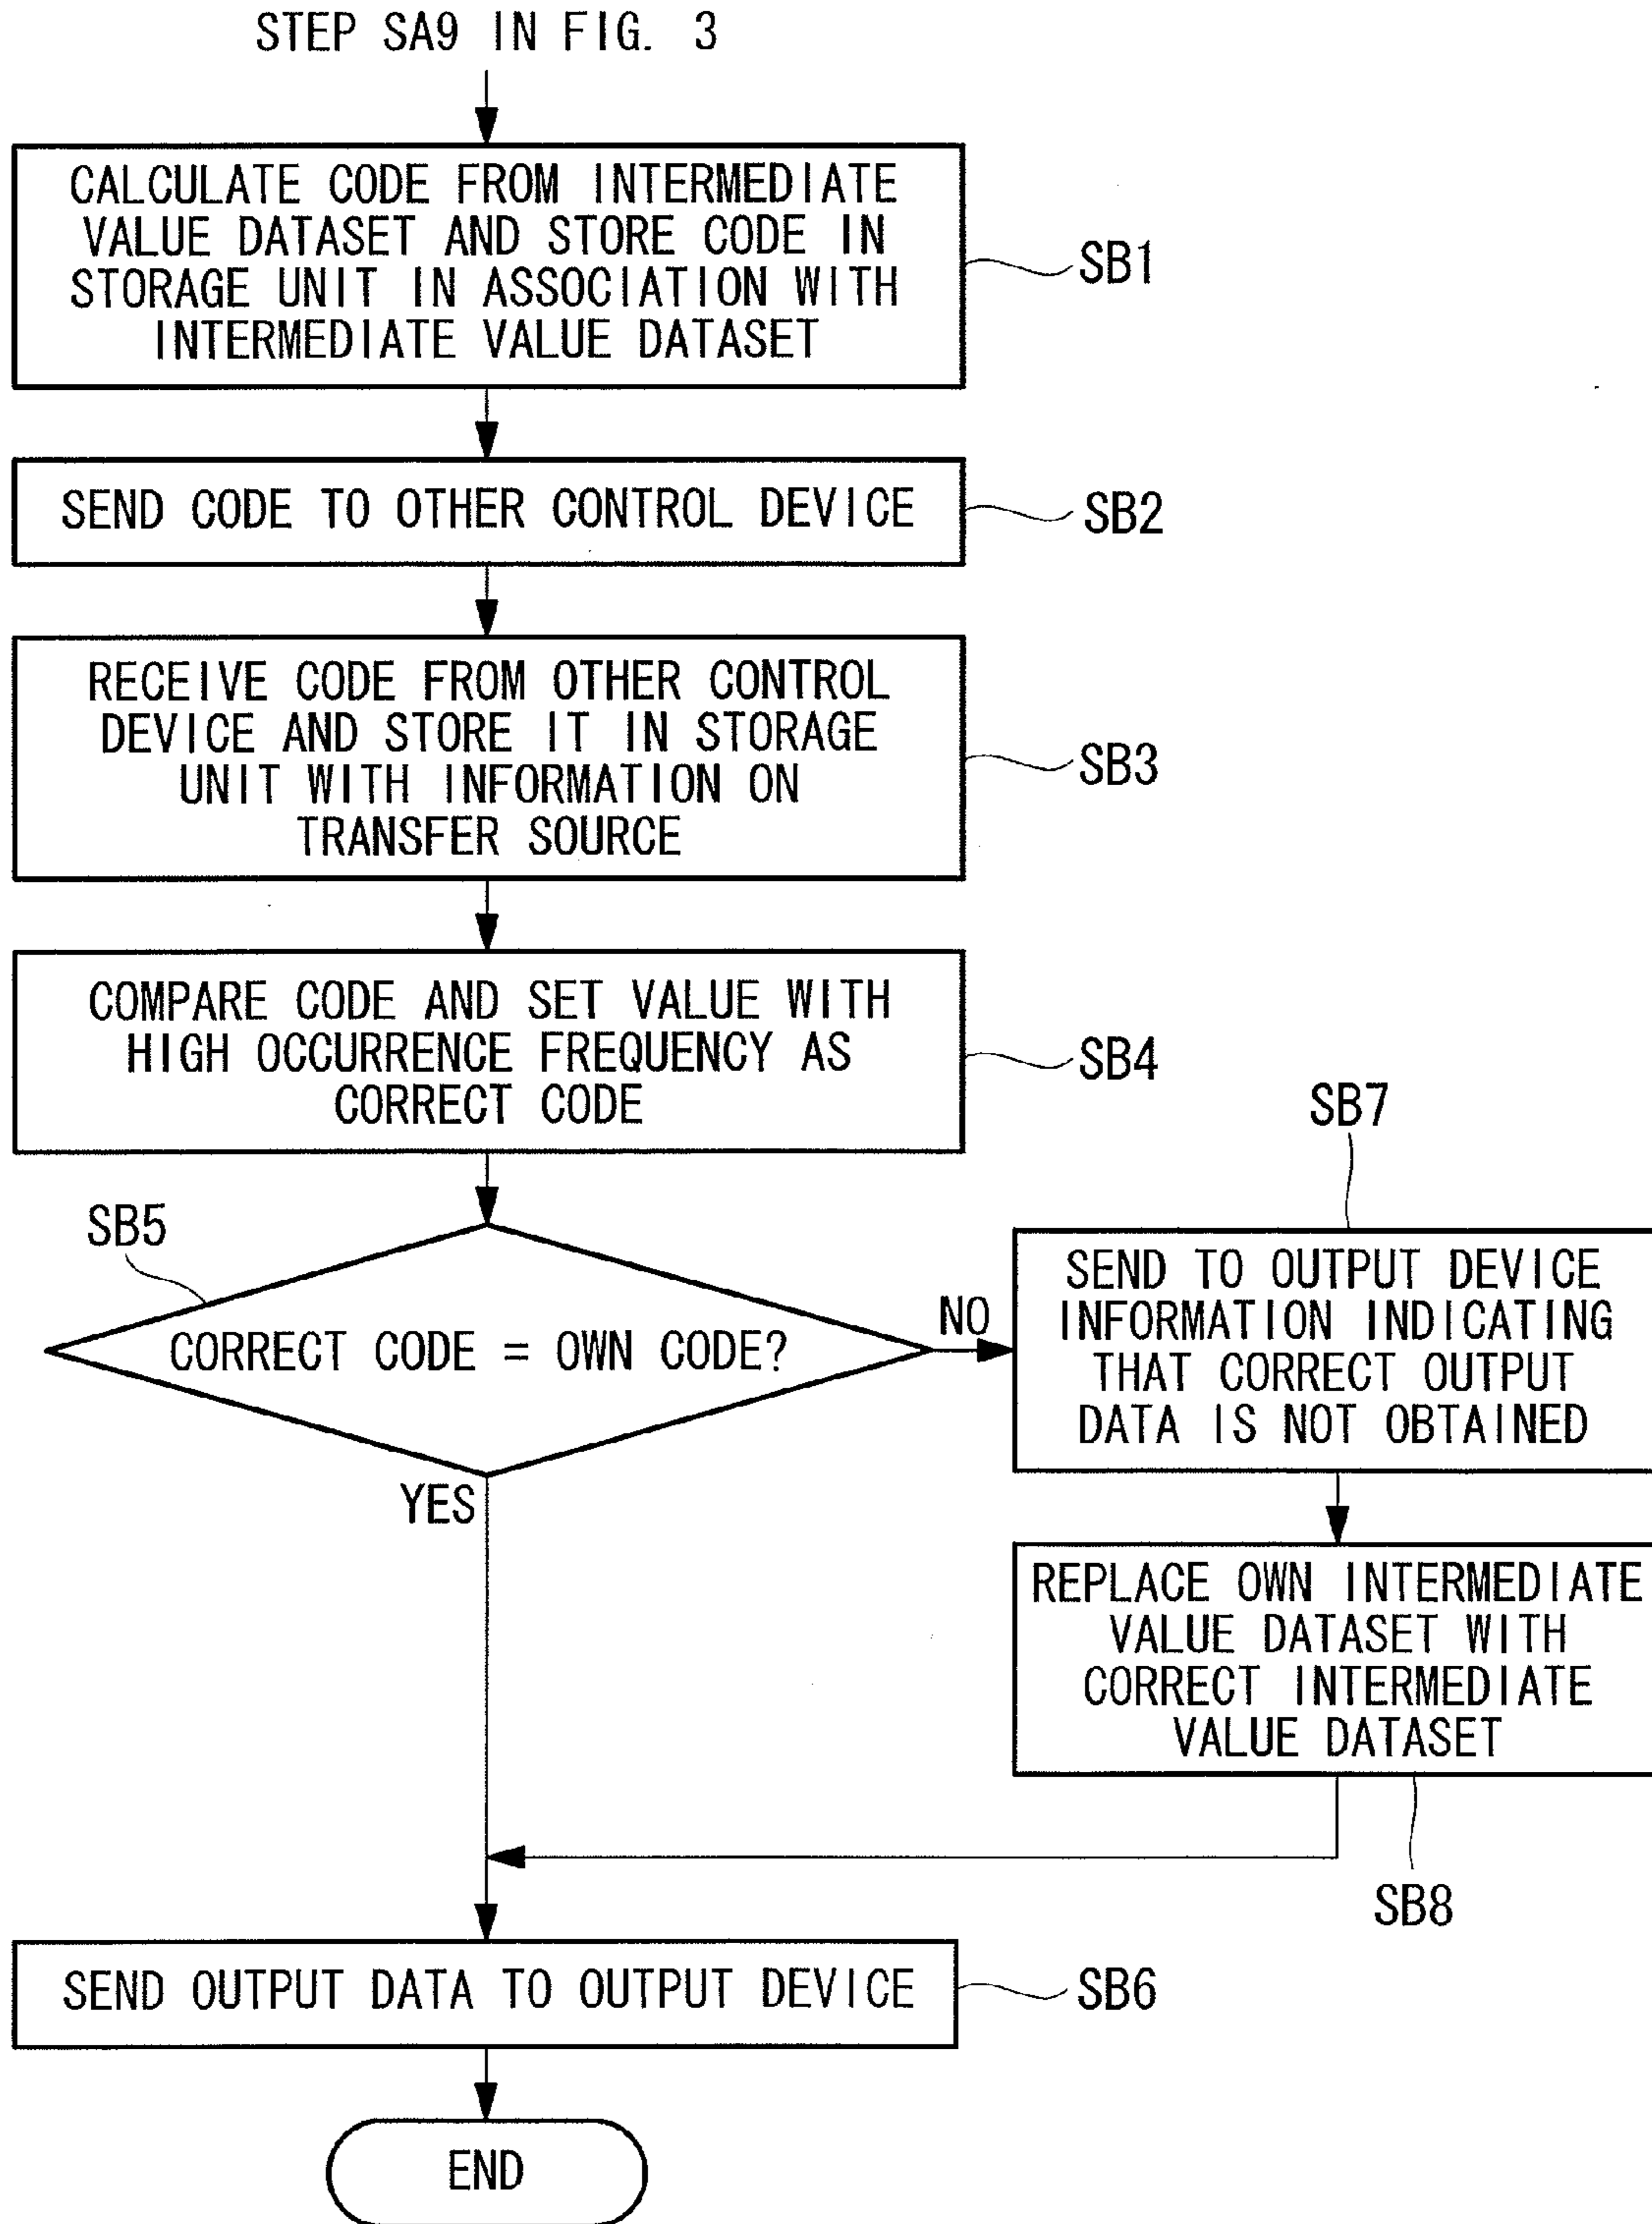 STEP SA9 IN FIG. 3
CALCULATE CODE FROM INTERMEDIATE
VALUE DATASET AND STORE CODE IN
STORAGE UNIT IN ASSOCIATION WITH
INTERMEDIATE VALUE DATASET
SB1
SEND CODE TO OTHER CONTROL DEVICE
SB2
RECEIVE CODE FROM OTHER CONTROL
DEVICE AND STORE IT IN STORAGE
UNIT WITH INFORMATION ON
TRANSFER SOURCE
SB3
COMPARE CODE AND SET VALUE WITH
HIGH OCCURRENCE FREQUENCY AS
CORRECT CODE
SB4
SB5
CORRECT CODE = OWN CODE?
NO
YES
SB7
SEND TO OUTPUT DEVICE
INFORMATION INDICATING
THAT CORRECT OUTPUT
DATA IS NOT OBTAINED
REPLACE OWN INTERMEDIATE
VALUE DATASET WITH
CORRECT INTERMEDIATE
VALUE DATASET
SB8
SEND OUTPUT DATA TO OUTPUT DEVICE
SB6
END